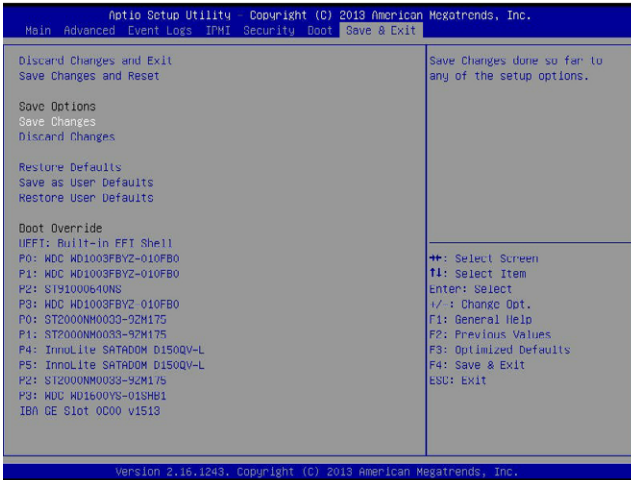 Aptio Setup Utility - Copyright (C) 2013 American Megatrends, Inc.
Main Advanced Event Logs IPMI Security Boot Save & Exit
Discard Changes and Exit
Save Changes and Reset
Save Options
Save Changes
Discard Changes
Restore Defaults
Save as User Defaults
Restore User Defaults
Boot Override
UEFI: Built-in EFI Shell
P0: WDC WD1003FBYZ-010FB0
P1: WDC WD1003FBYZ-010FB0
P2: ST91000640NS
P3: WDC WD1003FBYZ-010FB0
P0: ST2000NM0033-9ZM175
P1: ST2000NM0033-9ZM175
P4: InnoLite SATADOM D150QV-L
P5: InnoLite SATADOM D150QV-L
P2: ST2000NM0033-9ZM175
P3: WDC WD1600YS-01SHB1
IBA GE Slot 0C00 v1513
Save Changes done so far to
any of the setup options.
→←: Select Screen
↑↓: Select Item
Enter: Select
+/-: Change Opt.
F1: General Help
F2: Previous Values
F3: Optimized Defaults
F4: Save & Exit
ESC: Exit
Version 2.16.1243. Copyright (C) 2013 American Megatrends, Inc.